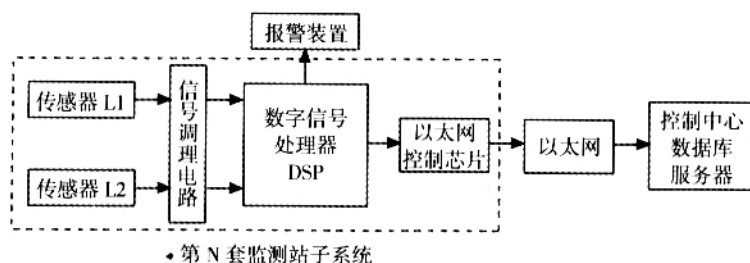 报警装置
传感器 L1
传感器 L2
信号调理电路
数字信号
处理器
DSP
以太网
控制芯片
以太网
控制中心
数据库
服务器
第 N 套监测站子系统